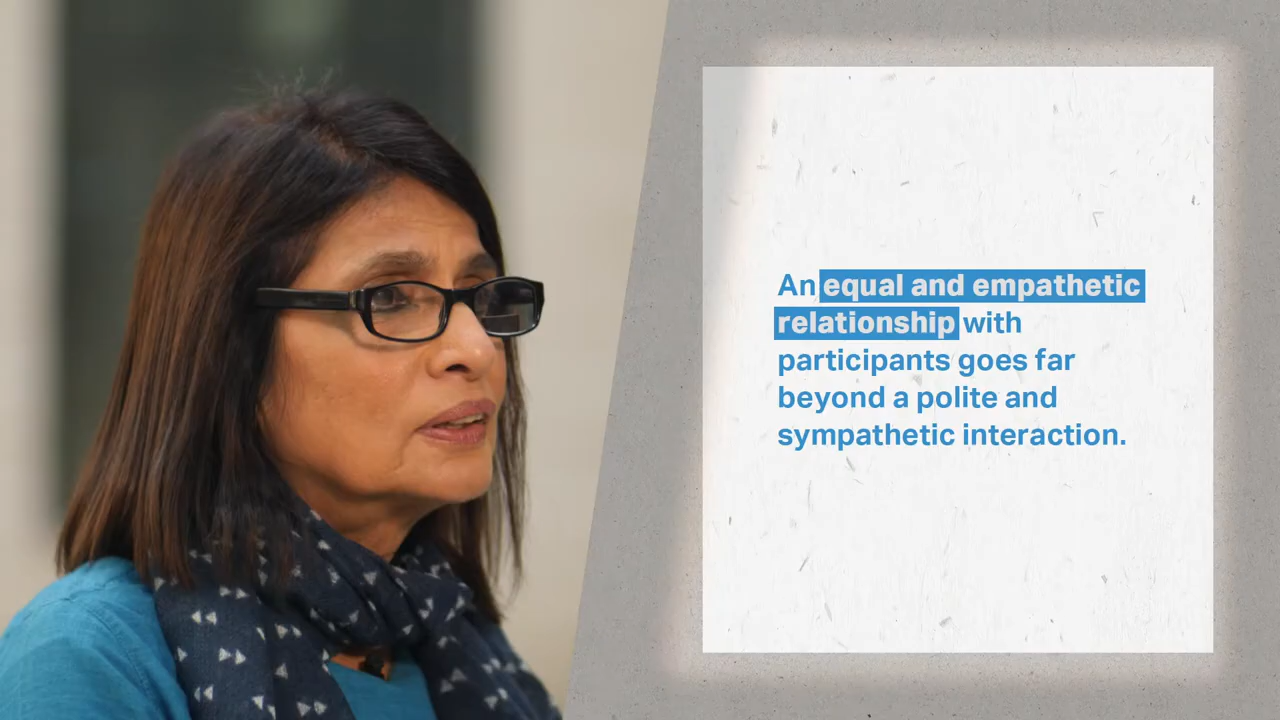 An equal and empathetic
relationship with
participants goes far
beyond a polite and
sympathetic interaction.